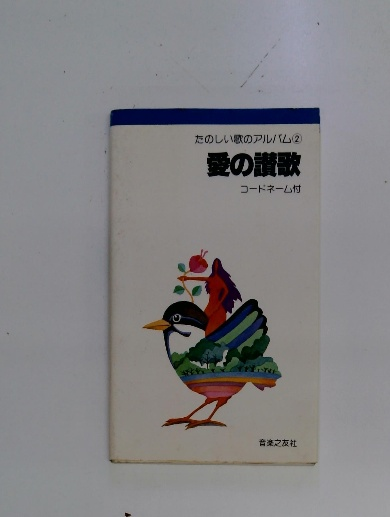 たのしい歌のアルバム②
愛の讃歌
コードネーム付
音楽之友社